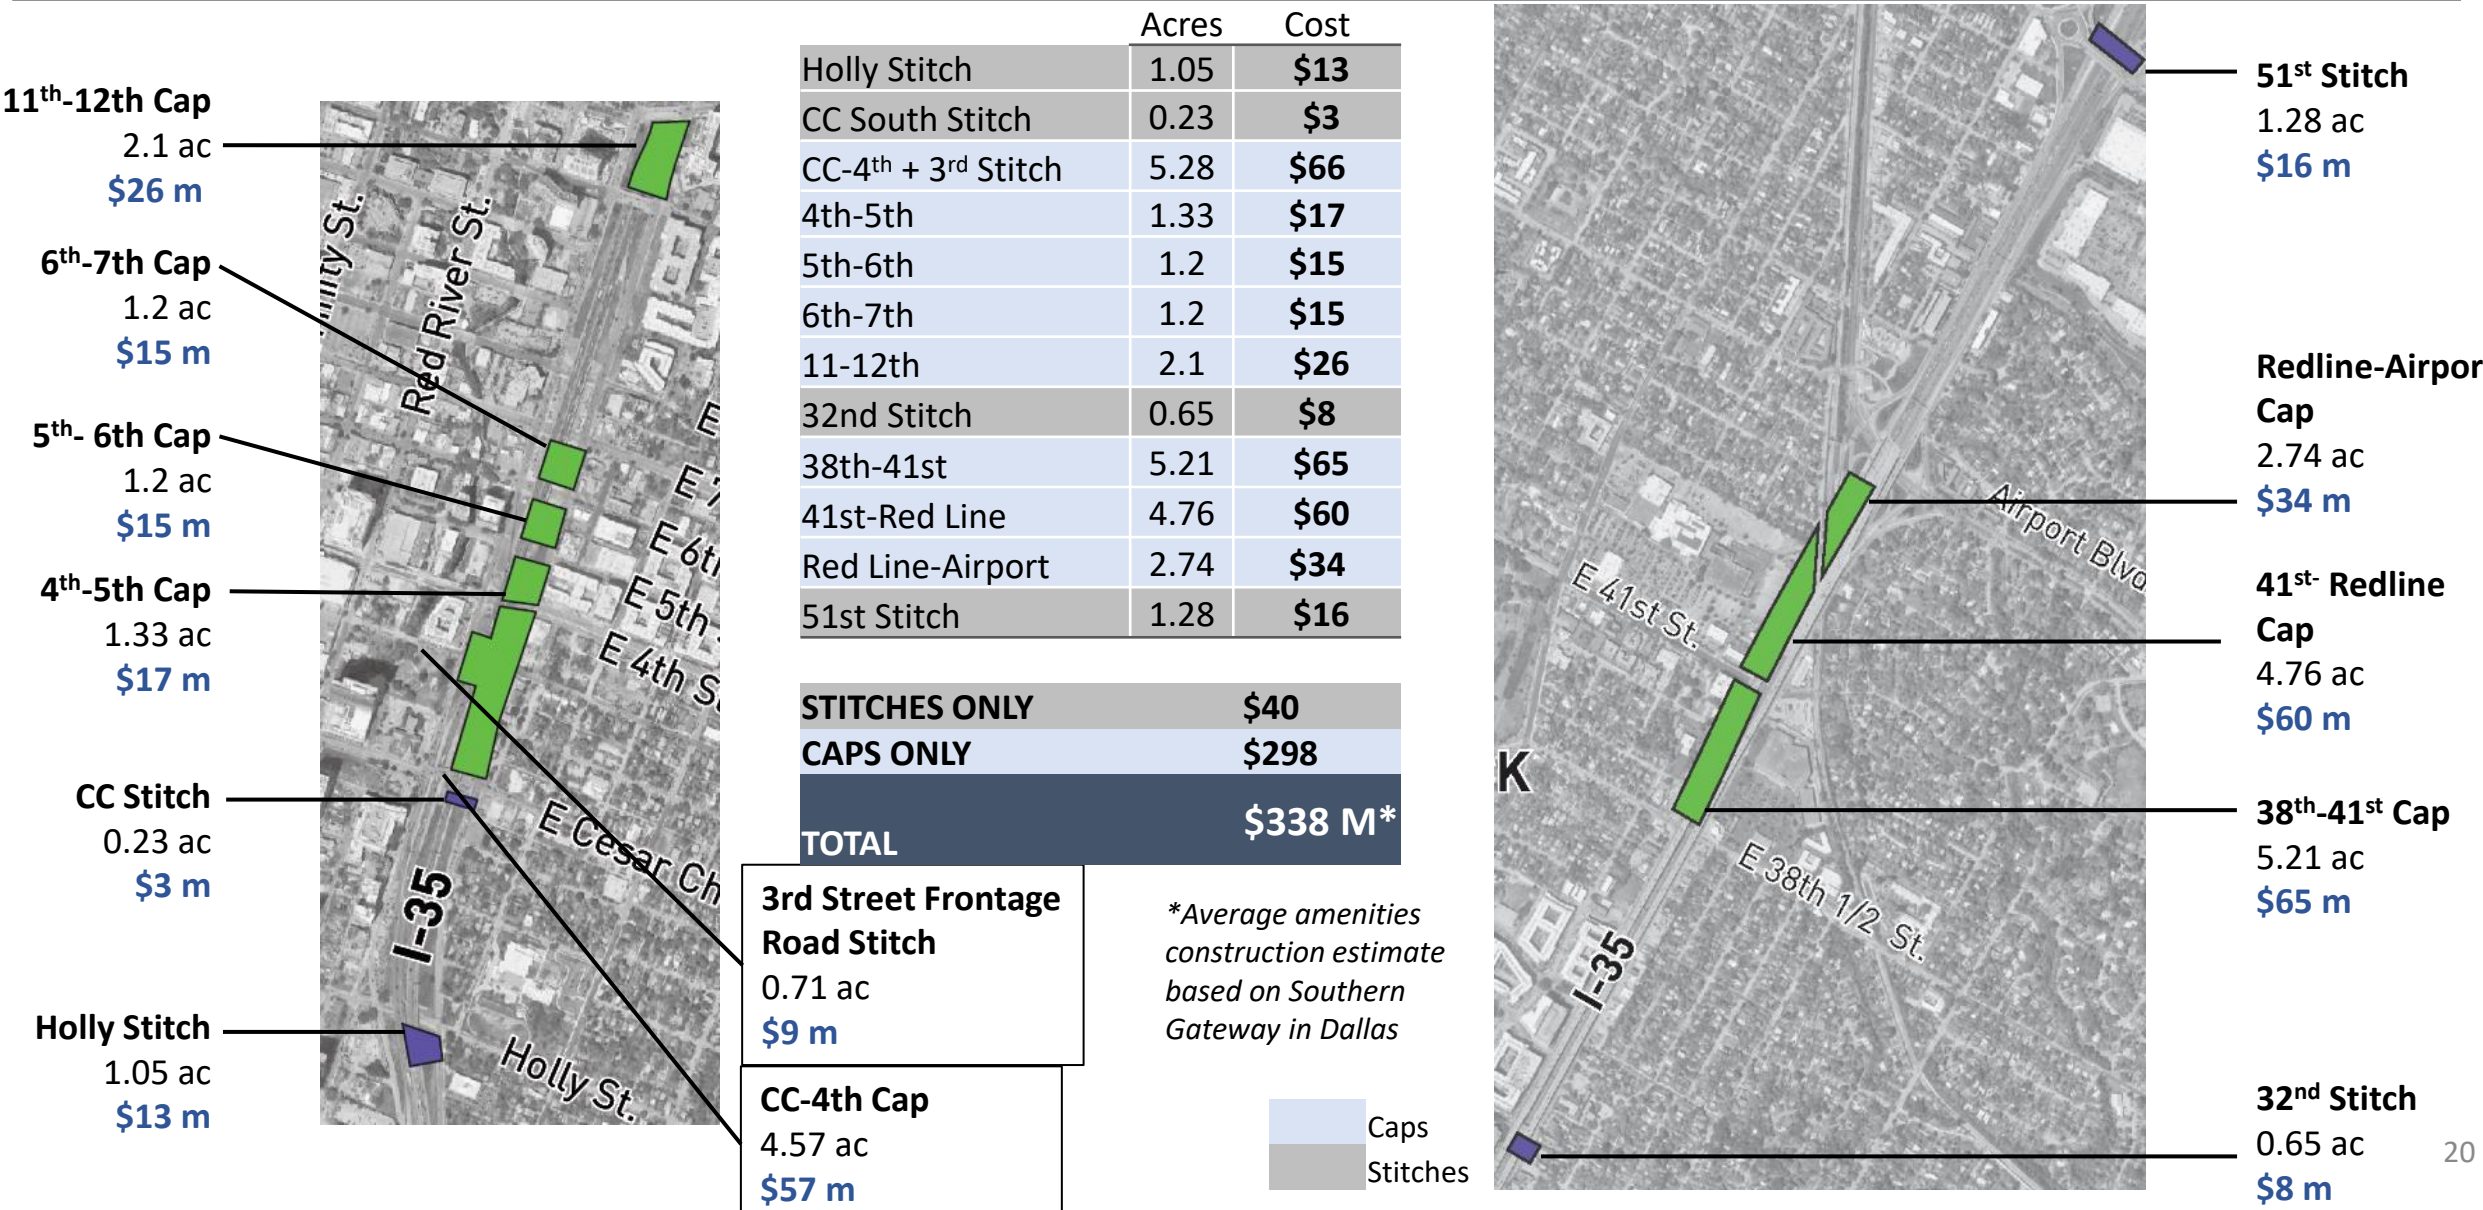 11th-12th Cap
2.1 ac
$26 m
6th-7th Cap
1.2 ac
$15 m
5th- 6th Cap
1.2 ac
$15 m
4th-5th Cap
1.33 ac
$17 m
CC Stitch
0.23 ac
$3 m
Holly Stitch
1.05 ac
$13 m
Red River St.
E 6th
E 5th
E 4th S
E Cesar Ch
I-35
Holly St.
Acres Cost
Holly Stitch 1.05 $13
CC South Stitch 0.23 $3
CC-4th + 3rd Stitch 5.28 $66
4th-5th 1.33 $17
5th-6th 1.2 $15
6th-7th 1.2 $15
11-12th 2.1 $26
32nd Stitch 0.65 $8
38th-41st 5.21 $65
41st-Red Line 4.76 $60
Red Line-Airport 2.74 $34
51st Stitch 1.28 $16
STITCHES ONLY $40
CAPS ONLY $298
TOTAL $338 M*
3rd Street Frontage
Road Stitch
0.71 ac
$9 m
CC-4th Cap
4.57 ac
$57 m
*Average amenities
construction estimate
based on Southern
Gateway in Dallas
Caps
Stitches
E 41st St.
Airport Blvd
K
E 38th 1/2 St.
I-35
51st Stitch
1.28 ac
$16 m
Redline-Airpor
Cap
2.74 ac
$34 m
41st- Redline
Cap
4.76 ac
$60 m
38th-41st Cap
5.21 ac
$65 m
32nd Stitch
0.65 ac
$8 m
20